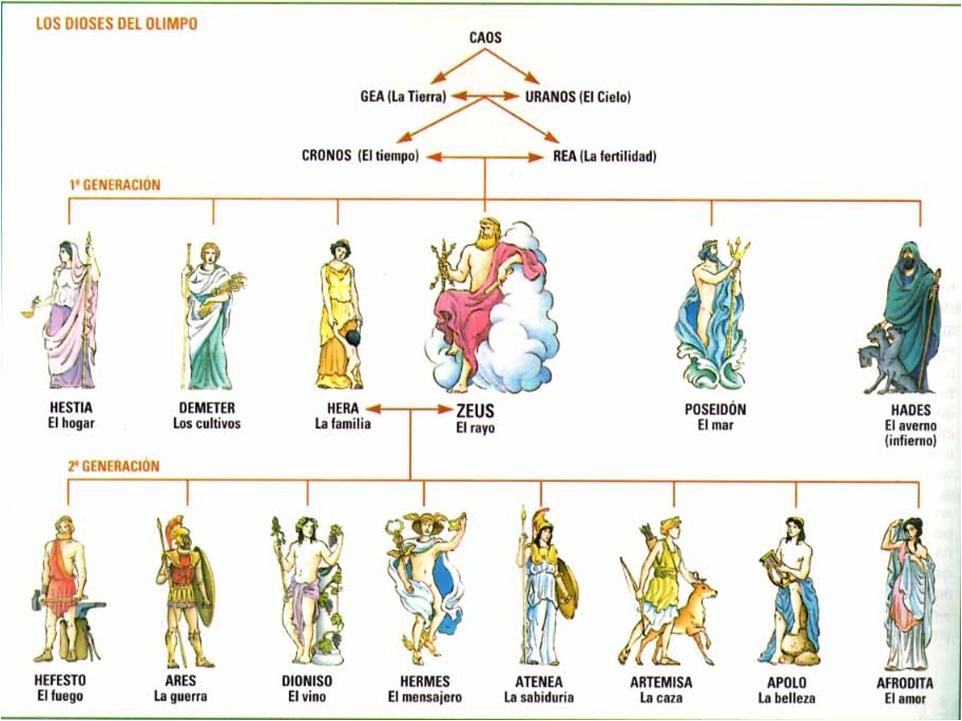 LOS DIOSES DEL OLIMPO
CAOS
GEA (La Tierra)
URANOS (El Cielo)
CRONOS (El tiempo)
REA (La fertilidad)
1ª GENERACIÓN
HESTIA
El hogar
DEMETER
Los cultivos
HERA
La familia
ZEUS
El rayo
POSEIDÓN
El mar
HADES
El averno
(infierno)
2ª GENERACIÓN
HEFESTO
El fuego
ARES
La guerra
DIONISO
El vino
HERMES
El mensajero
ATENEA
La sabiduría
ARTEMISA
La caza
APOLO
La belleza
AFRODITA
El amor